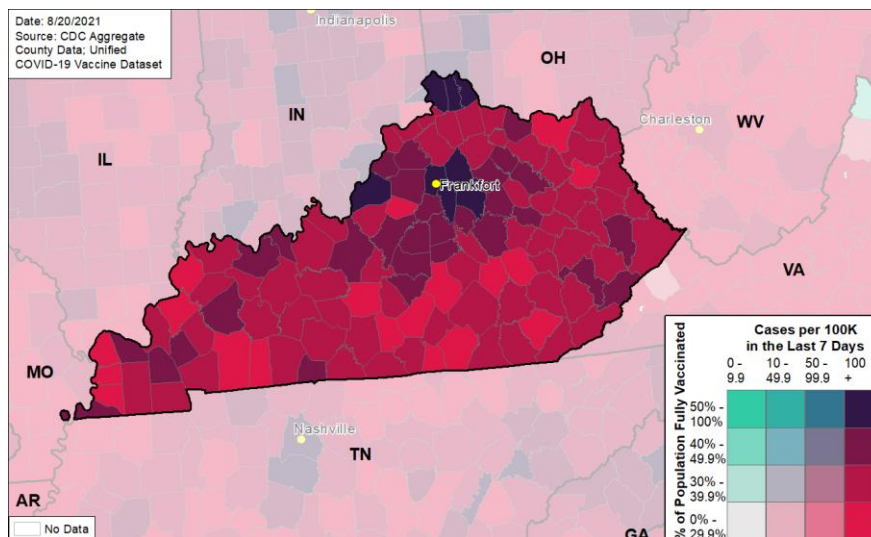 Date: 8/20/2021
Source: CDC Aggregate
County Data; Unified
COVID-19 Vaccine Dataset
Indianapolis
OH
IN
Charleston
WV
IL
Frankfort
VA
MO
Nashville
TN
AR
GA
No Data
Cases per 100K
in the Last 7 Days
0 -
9.9
10 -
49.9
50 -
99.9
100
+
% of Population Fully Vaccinated
50% -
100%
40% -
49.9%
30% -
39.9%
0% -
29.9%